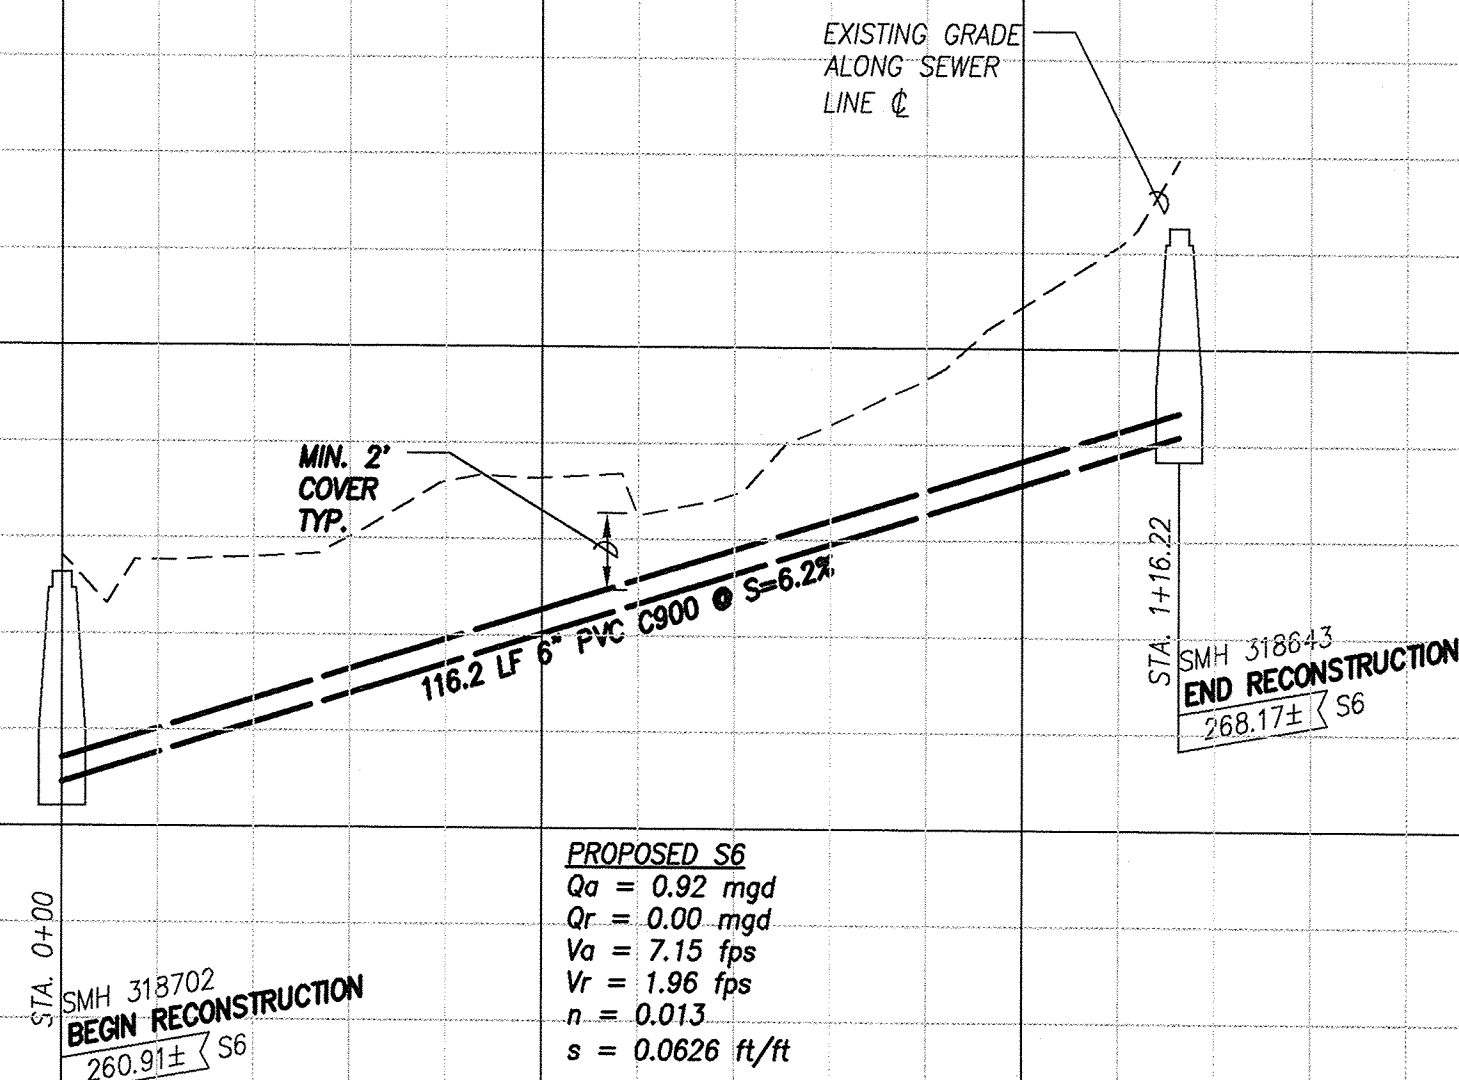 EXISTING GRADE
ALONG SEWER
LINE ℄
MIN. 2'
COVER
TYP.
116.2 LF 6" PVC C900 @ S=6.2%
STA. 1+16.22
SMH 318643
END RECONSTRUCTION
268.17± S6
PROPOSED S6
Qa = 0.92 mgd
Qr = 0.00 mgd
Va = 7.15 fps
Vr = 1.96 fps
n = 0.013
s = 0.0626 ft/ft
STA. 0+00
SMH 318702
BEGIN RECONSTRUCTION
260.91± S6